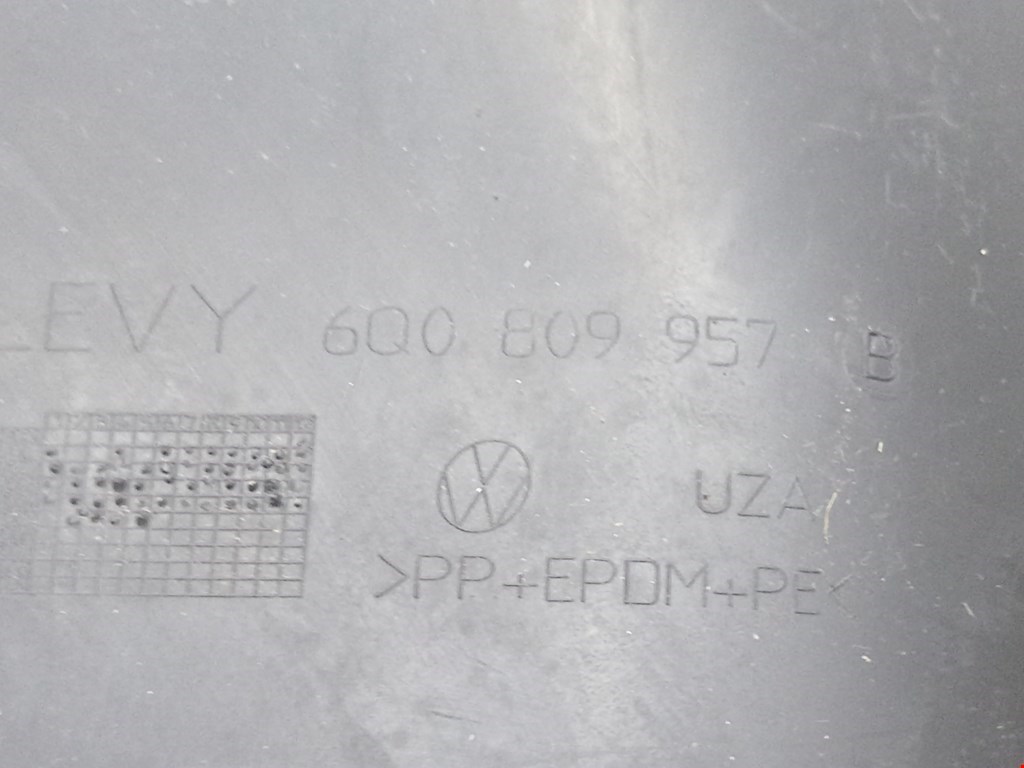 LEVY 6Q0 809 957 B
UZA
>PP+EPDM+PE<